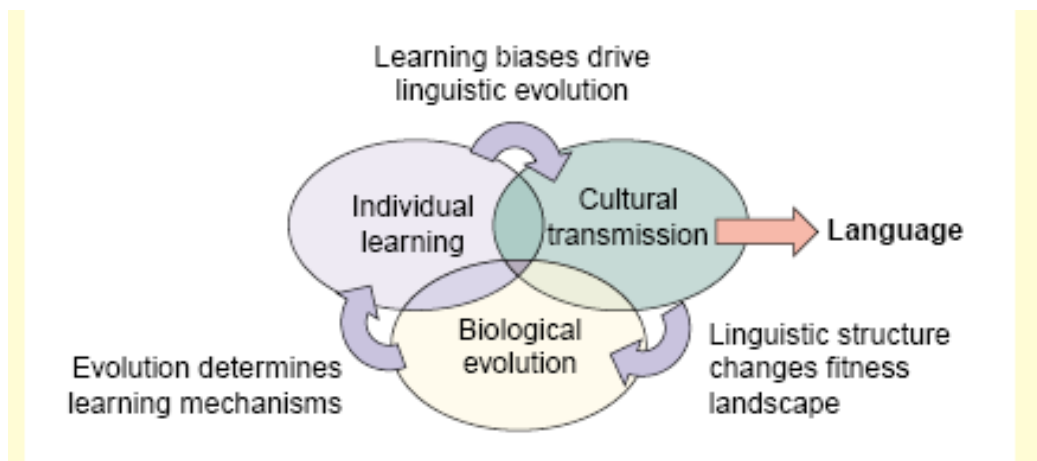 Learning biases drive
linguistic evolution
Individual
learning
Cultural
transmission
Language
Biological
evolution
Evolution determines
learning mechanisms
Linguistic structure
changes fitness
landscape